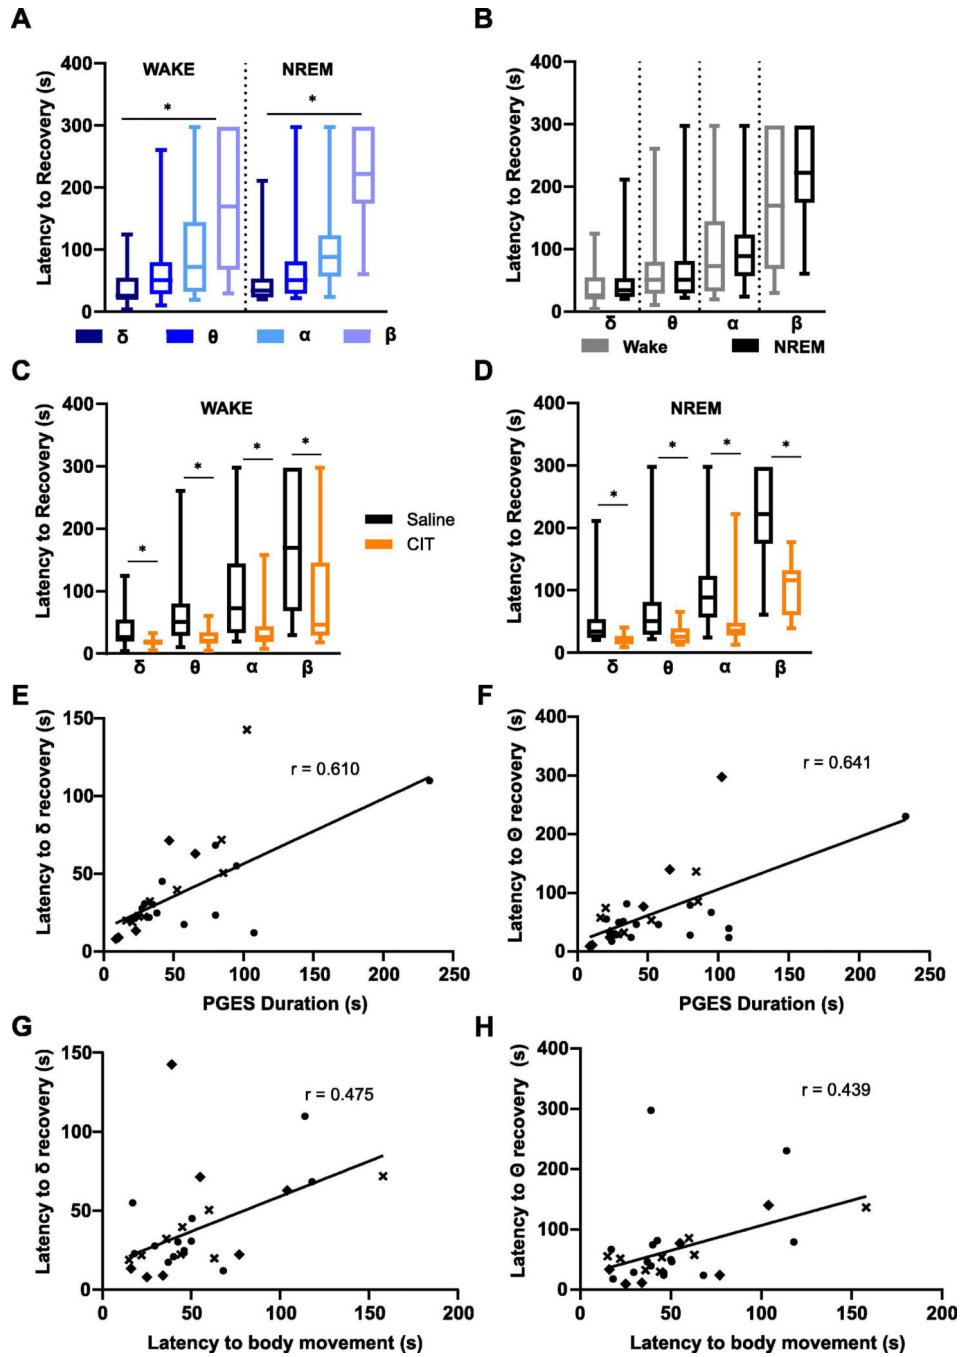 A
B
400
WAKE
NREM
*
*
300
200
100
0
Latency to Recovery (s)
δ
θ
α
β
400
300
200
100
0
Latency to Recovery (s)
δ
θ
α
β
Wake
NREM
C
D
400
WAKE
300
200
100
0
Latency to Recovery (s)
*
*
*
*
δ
θ
α
β
Saline
CIT
400
NREM
300
200
100
0
Latency to Recovery (s)
*
*
*
*
δ
θ
α
β
E
F
150
100
50
0
Latency to δ recovery (s)
r = 0.610
0 50 100 150 200 250
PGES Duration (s)
400
300
200
100
0
Latency to Θ recovery (s)
r = 0.641
0 50 100 150 200 250
PGES Duration (s)
G
H
150
100
50
0
Latency to δ recovery (s)
r = 0.475
0 50 100 150 200
Latency to body movement (s)
400
300
200
100
0
Latency to Θ recovery (s)
r = 0.439
0 50 100 150 200
Latency to body movement (s)